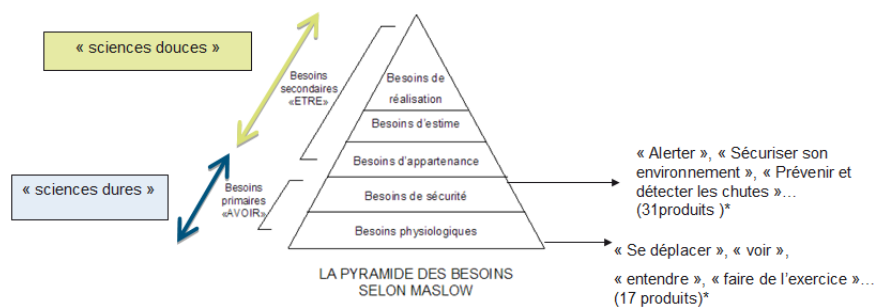 « sciences douces »
« sciences dures »
Besoins
secondaires
«ETRE»
Besoins
primaires
«AVOIR»
Besoins de
réalisation
Besoins d'estime
Besoins d'appartenance
Besoins de sécurité
Besoins physiologiques
LA PYRAMIDE DES BESOINS
SELON MASLOW
« Alerter », « Sécuriser son
environnement », « Prévenir et
détecter les chutes »...
(31produits )*
« Se déplacer », « voir »,
« entendre », « faire de l'exercice »...
(17 produits)*